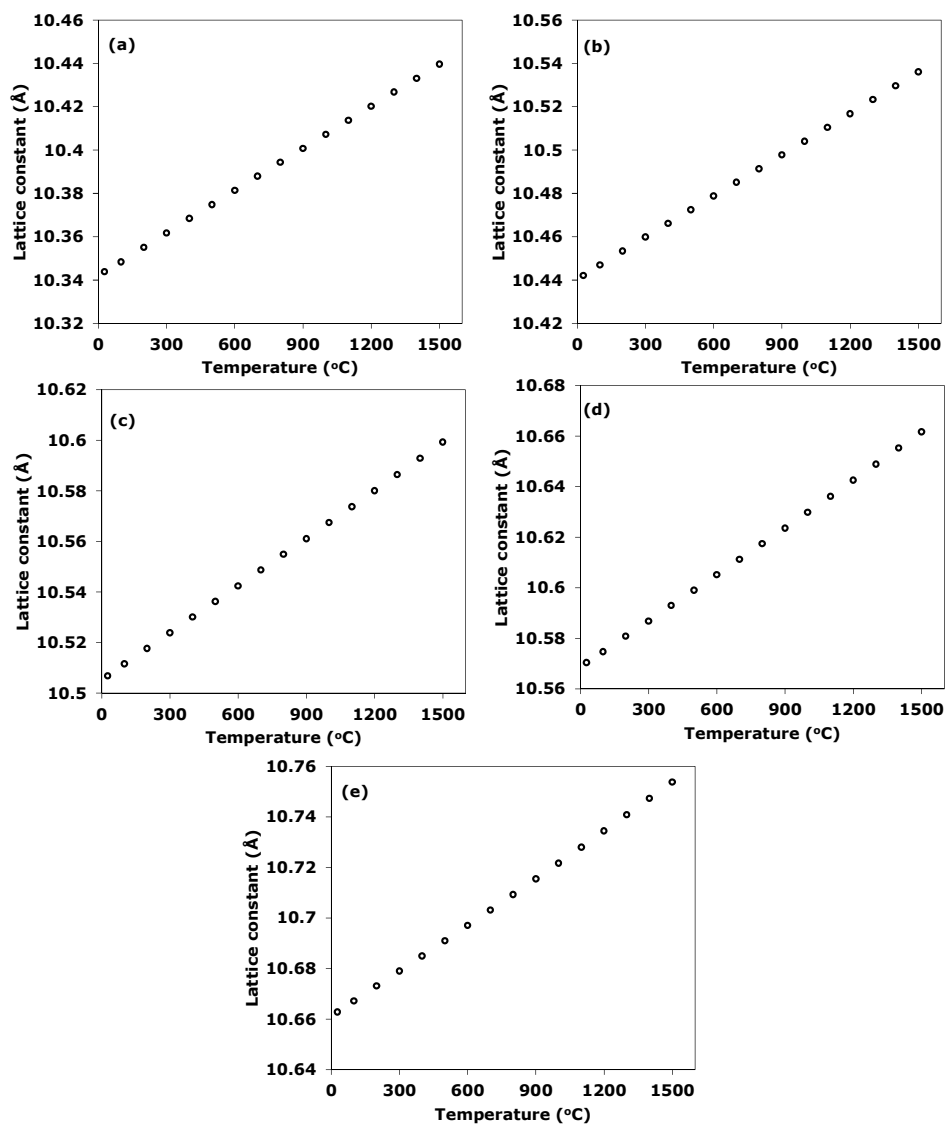 (a)
Lattice constant (Å)
10.46
10.44
10.42
10.4
10.38
10.36
10.34
10.32
0 300 600 900 1200 1500
Temperature (°C)
(b)
Lattice constant (Å)
10.56
10.54
10.52
10.5
10.48
10.46
10.44
10.42
0 300 600 900 1200 1500
Temperature (°C)
(c)
Lattice constant (Å)
10.62
10.6
10.58
10.56
10.54
10.52
10.5
0 300 600 900 1200 1500
Temperature (°C)
(d)
Lattice constant (Å)
10.68
10.66
10.64
10.62
10.6
10.58
10.56
0 300 600 900 1200 1500
Temperature (°C)
(e)
Lattice constant (Å)
10.76
10.74
10.72
10.7
10.68
10.66
10.64
0 300 600 900 1200 1500
Temperature (°C)